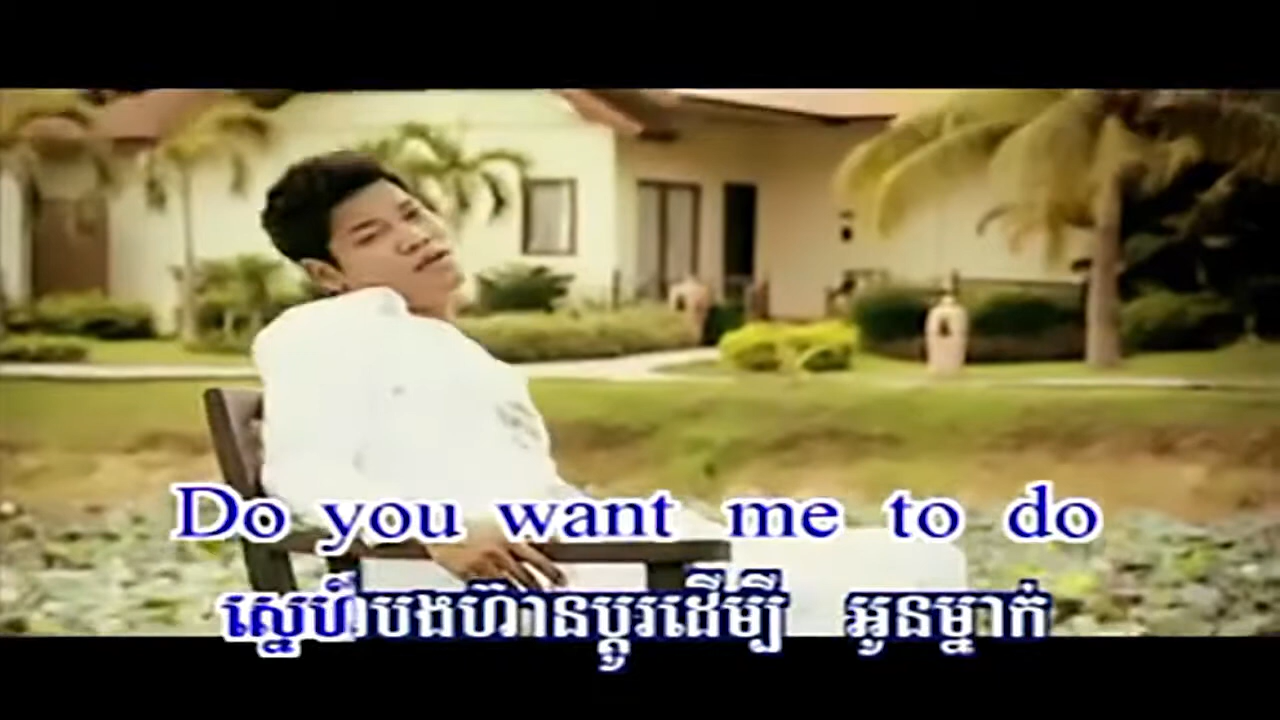 Do you want me to do
ស្នេហ៍បងហ៊ានប្ដូរដើម្បី អូនម្នាក់